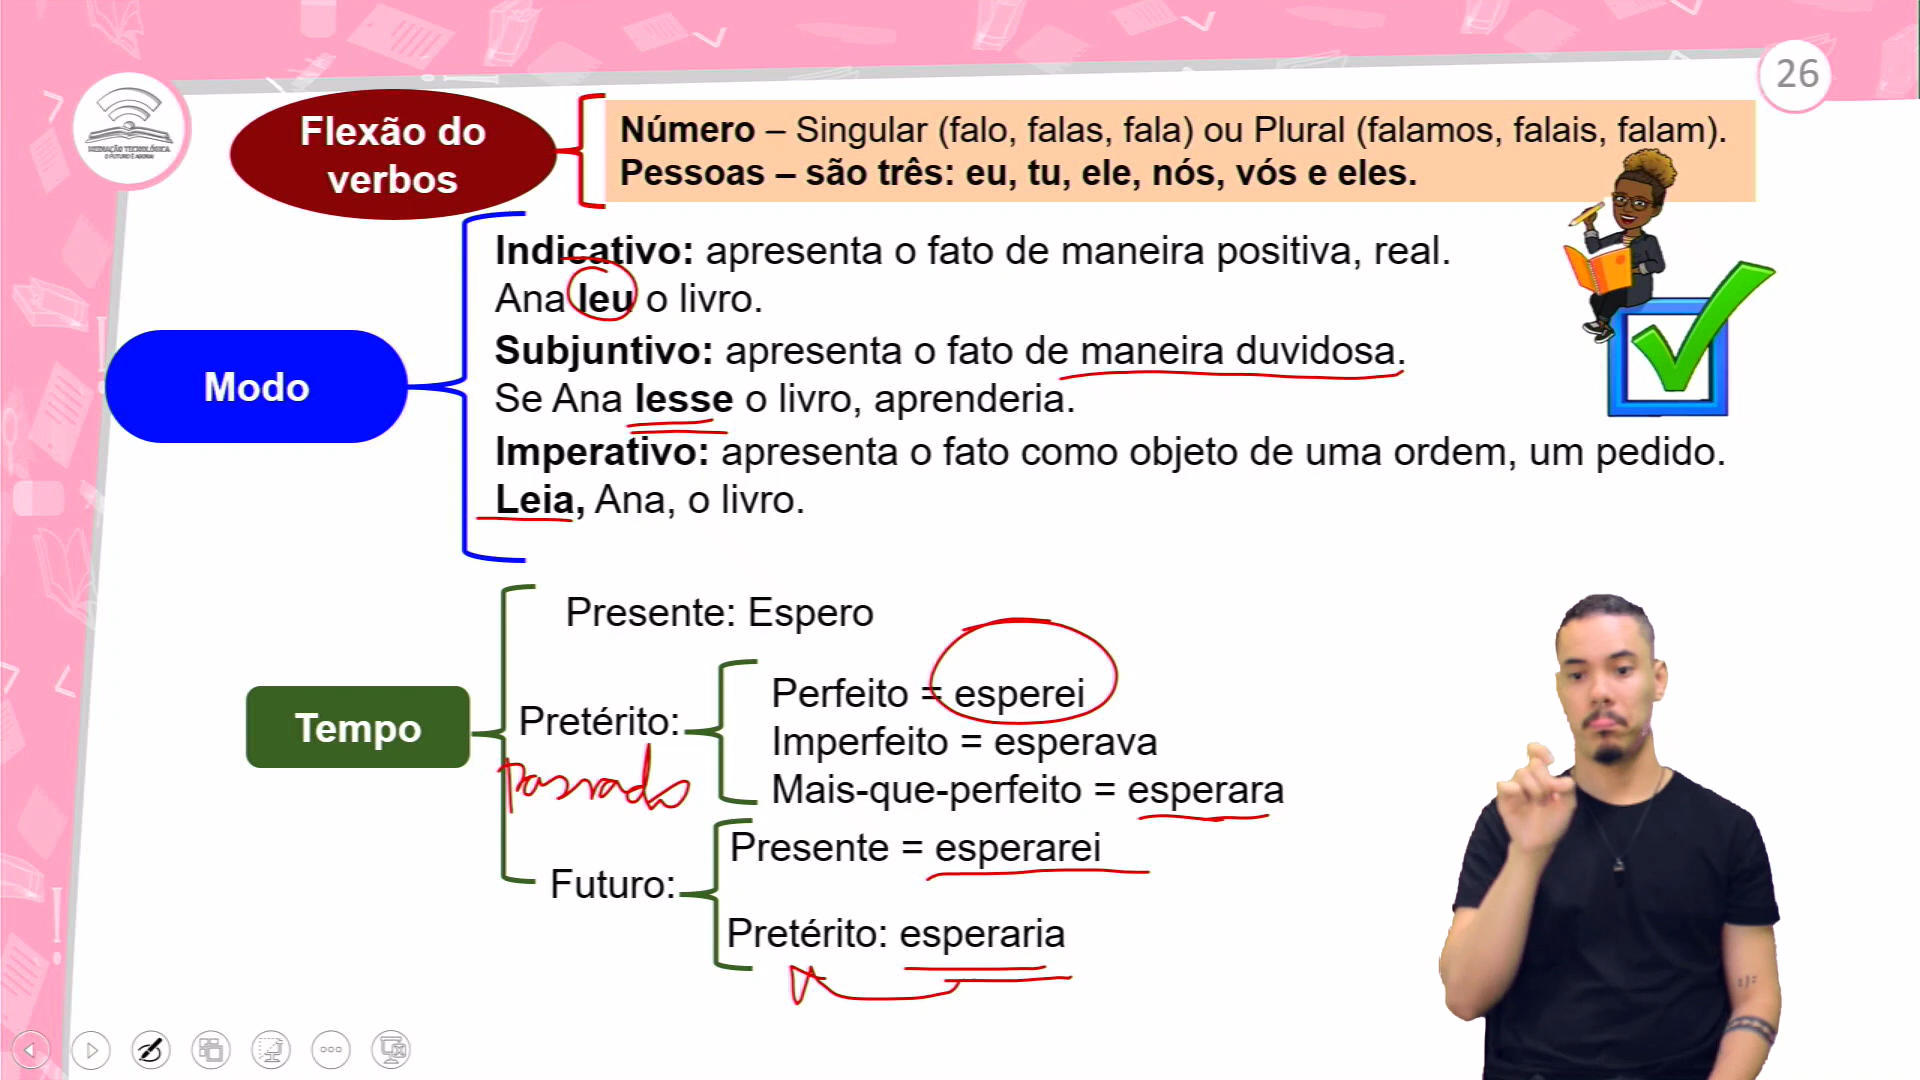 26
MEDIAÇÃO TECNOLÓGICA
O FUTURO É AGORA!
Flexão do
verbos
Número – Singular (falo, falas, fala) ou Plural (falamos, falais, falam).
Pessoas – são três: eu, tu, ele, nós, vós e eles.
Modo
Indicativo: apresenta o fato de maneira positiva, real.
Ana leu o livro.
Subjuntivo: apresenta o fato de maneira duvidosa.
Se Ana lesse o livro, aprenderia.
Imperativo: apresenta o fato como objeto de uma ordem, um pedido.
Leia, Ana, o livro.
Tempo
Presente: Espero
Pretérito:
passado
Perfeito = esperei
Imperfeito = esperava
Mais-que-perfeito = esperara
Futuro:
Presente = esperarei
Pretérito: esperaria